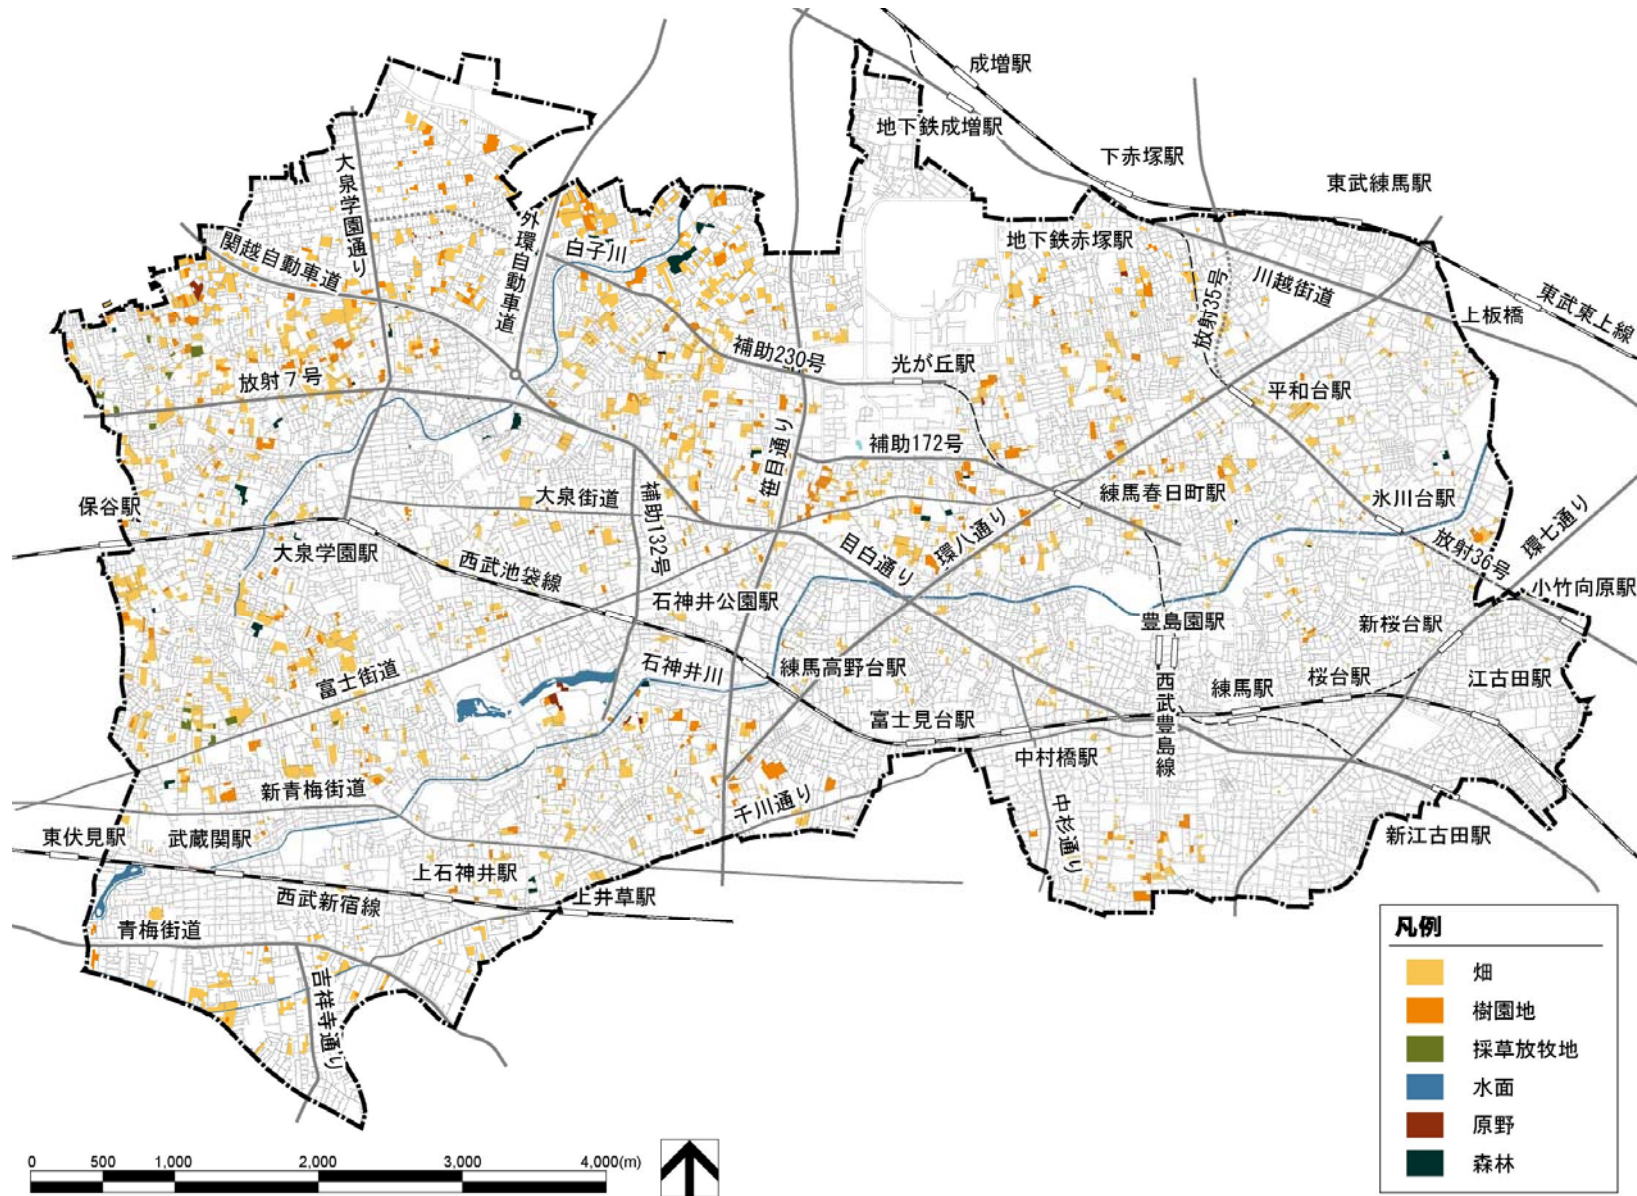 成増駅
地下鉄成増駅
下赤塚駅
東武練馬駅
大泉学園通り
外環自動車道
関越自動車道
白子川
地下鉄赤塚駅
放射35号
川越街道
東武東上線
上板橋
補助230号
光が丘駅
放射7号
平和台駅
笹目通り
補助172号
保谷駅
大泉街道
補助132号
練馬春日町駅
氷川台駅
環七通り
大泉学園駅
西武池袋線
目白通り
環八通り
放射36号
小竹向原駅
石神井公園駅
豊島園駅
新桜台駅
富士街道
石神井川
練馬高野台駅
西武豊島線
練馬駅
桜台駅
江古田駅
富士見台駅
中村橋駅
新青梅街道
千川通り
中杉通り
東伏見駅
武蔵関駅
新江古田駅
上石神井駅
西武新宿線
上井草駅
青梅街道
吉祥寺通り
凡例
畑
樹園地
採草放牧地
水面
原野
森林
0 500 1,000 2,000 3,000 4,000(m)